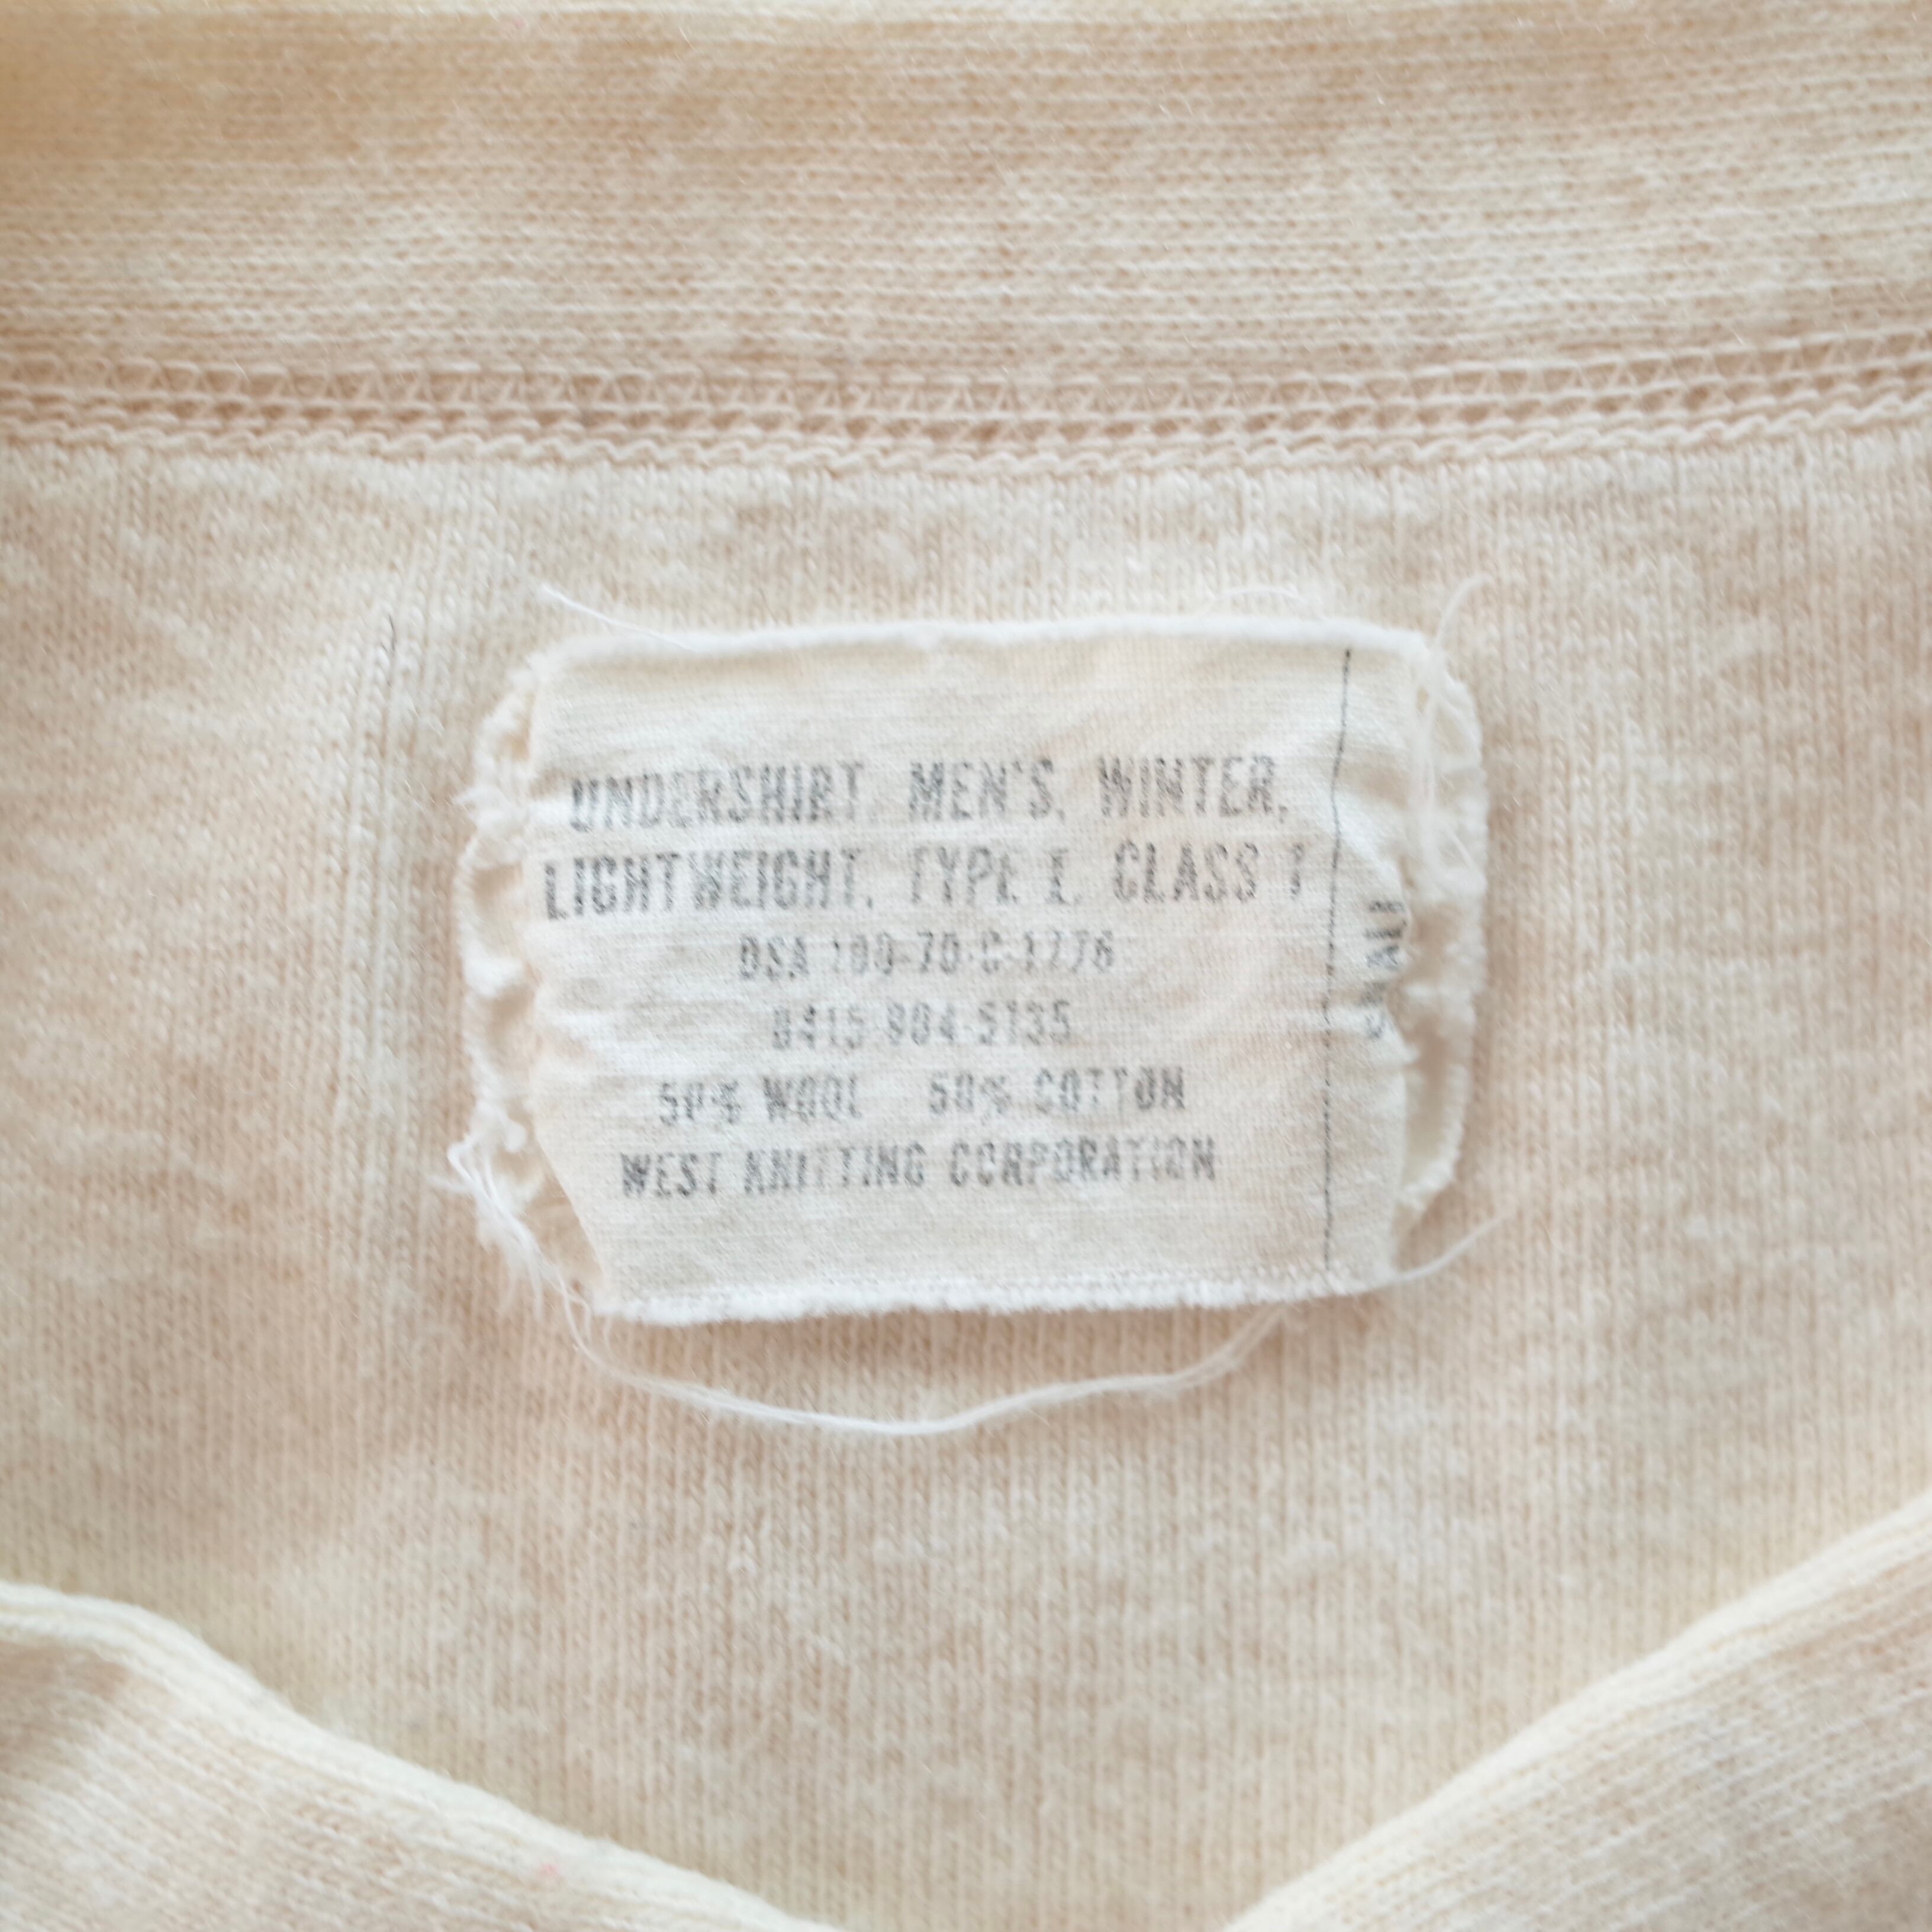 UNDERSHIRT, MEN'S, WINTER,
LIGHTWEIGHT, TYPE I, CLASS 1
DSA 100-70-C-1776
8415-904-5135
50% WOOL 50% COTTON
WEST KNITTING CORPORATION
SMALL